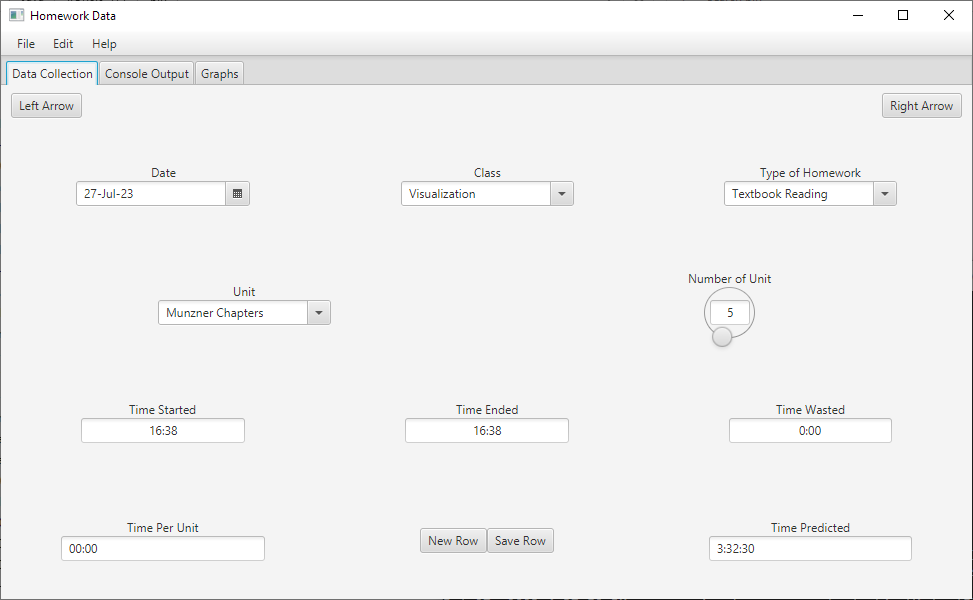 Homework Data
File Edit Help
Data Collection Console Output Graphs
Left Arrow Right Arrow
Date Class Type of Homework
27-Jul-23 Visualization Textbook Reading
Unit Number of Unit
Munzner Chapters 5
Time Started Time Ended Time Wasted
16:38 16:38 0:00
Time Per Unit Time Predicted
00:00 New Row Save Row 3:32:30